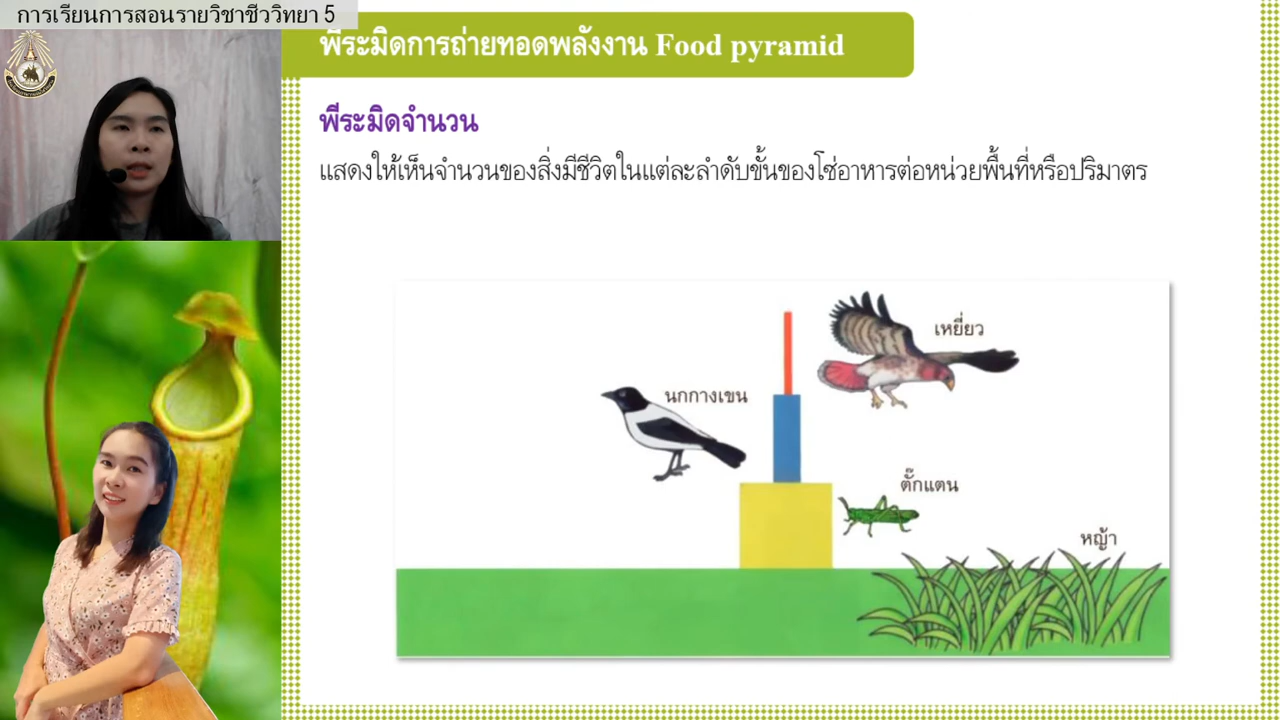 การเรียนการสอนรายวิชาชีววิทยา 5
พีระมิดการถ่ายทอดพลังงาน Food pyramid
พีระมิดจำนวน
แสดงให้เห็นจำนวนของสิ่งมีชีวิตในแต่ละลำดับขั้นของโซ่อาหารต่อหน่วยพื้นที่หรือปริมาตร
เหยี่ยว
นกกางเขน
ตั๊กแตน
หญ้า